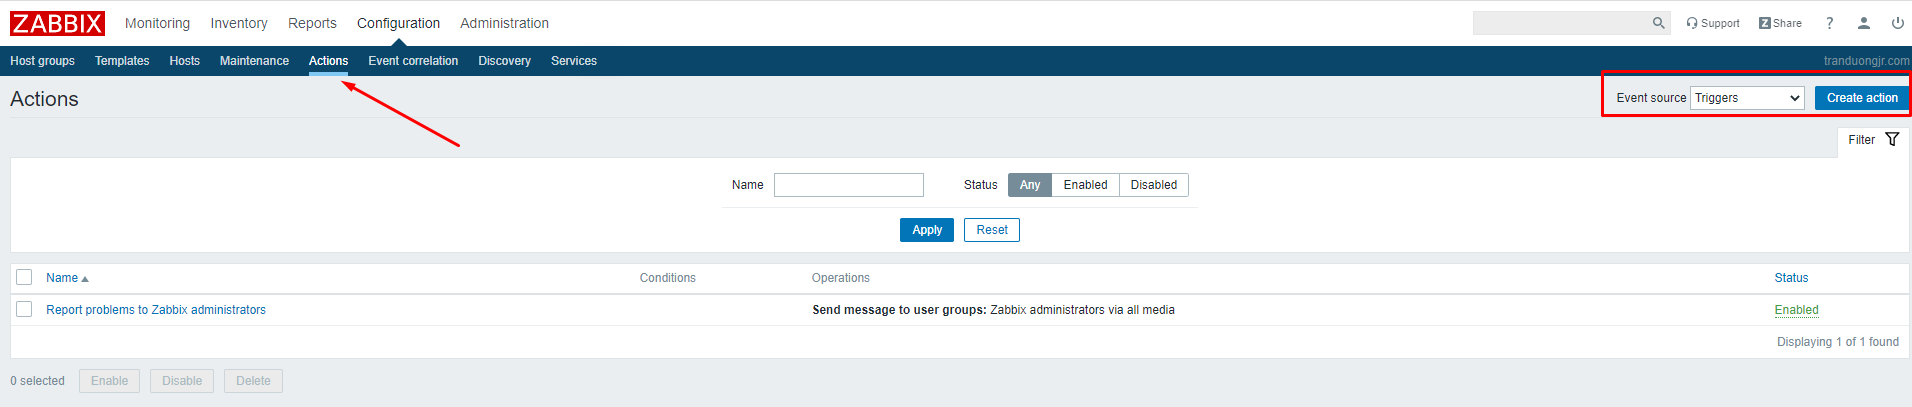 ZABBIX Monitoring Inventory Reports Configuration Administration Z Support Z Share ?
Host groups Templates Hosts Maintenance Actions Event correlation Discovery Services tranduongjr.com
Actions Event source Triggers Create action
Filter
Name Status Any Enabled Disabled
Apply Reset
Name Conditions Operations Status
Report problems to Zabbix administrators Send message to user groups: Zabbix administrators via all media Enabled
Displaying 1 of 1 found
0 selected Enable Disable Delete